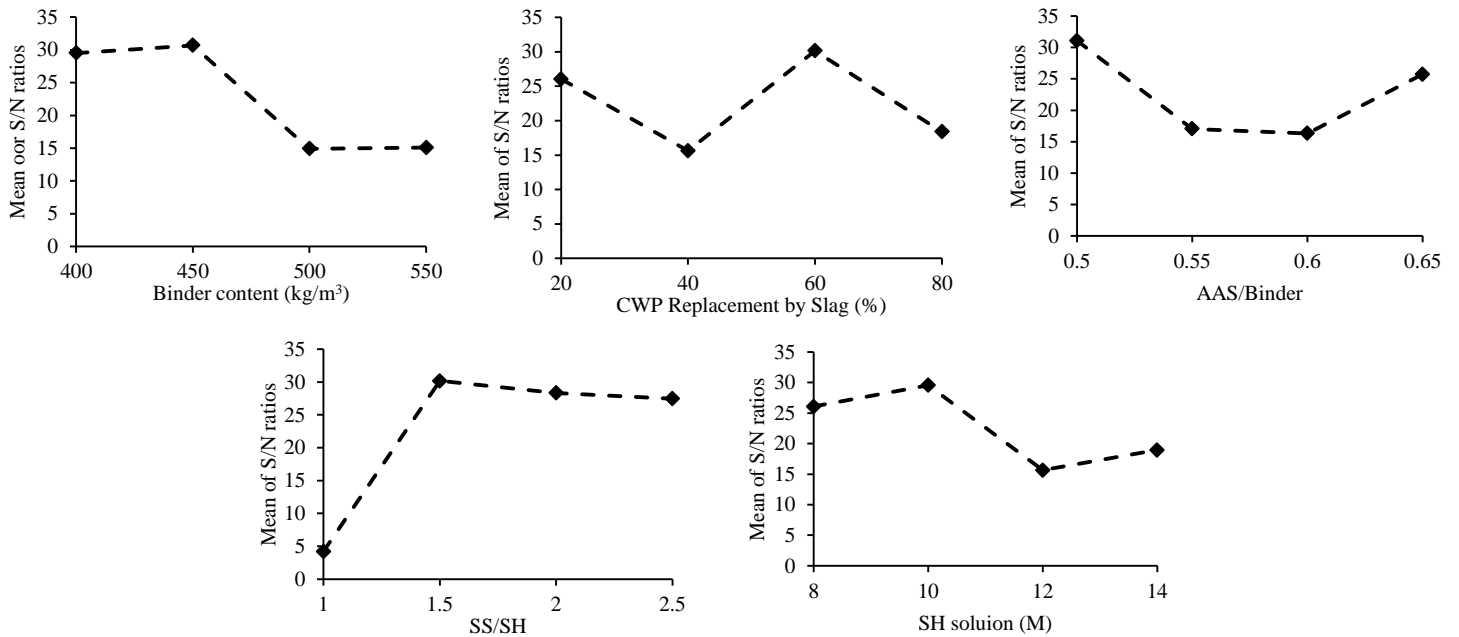 Mean oor S/N ratios
35
30
25
20
15
10
5
0
400 450 500 550
Binder content (kg/m³)
Mean of S/N ratios
35
30
25
20
15
10
5
0
20 40 60 80
CWP Replacement by Slag (%)
Mean of S/N ratios
35
30
25
20
15
10
5
0
0.5 0.55 0.6 0.65
AAS/Binder
Mean of S/N ratios
35
30
25
20
15
10
5
0
1 1.5 2 2.5
SS/SH
Mean of S/N ratios
35
30
25
20
15
10
5
0
8 10 12 14
SH soluion (M)